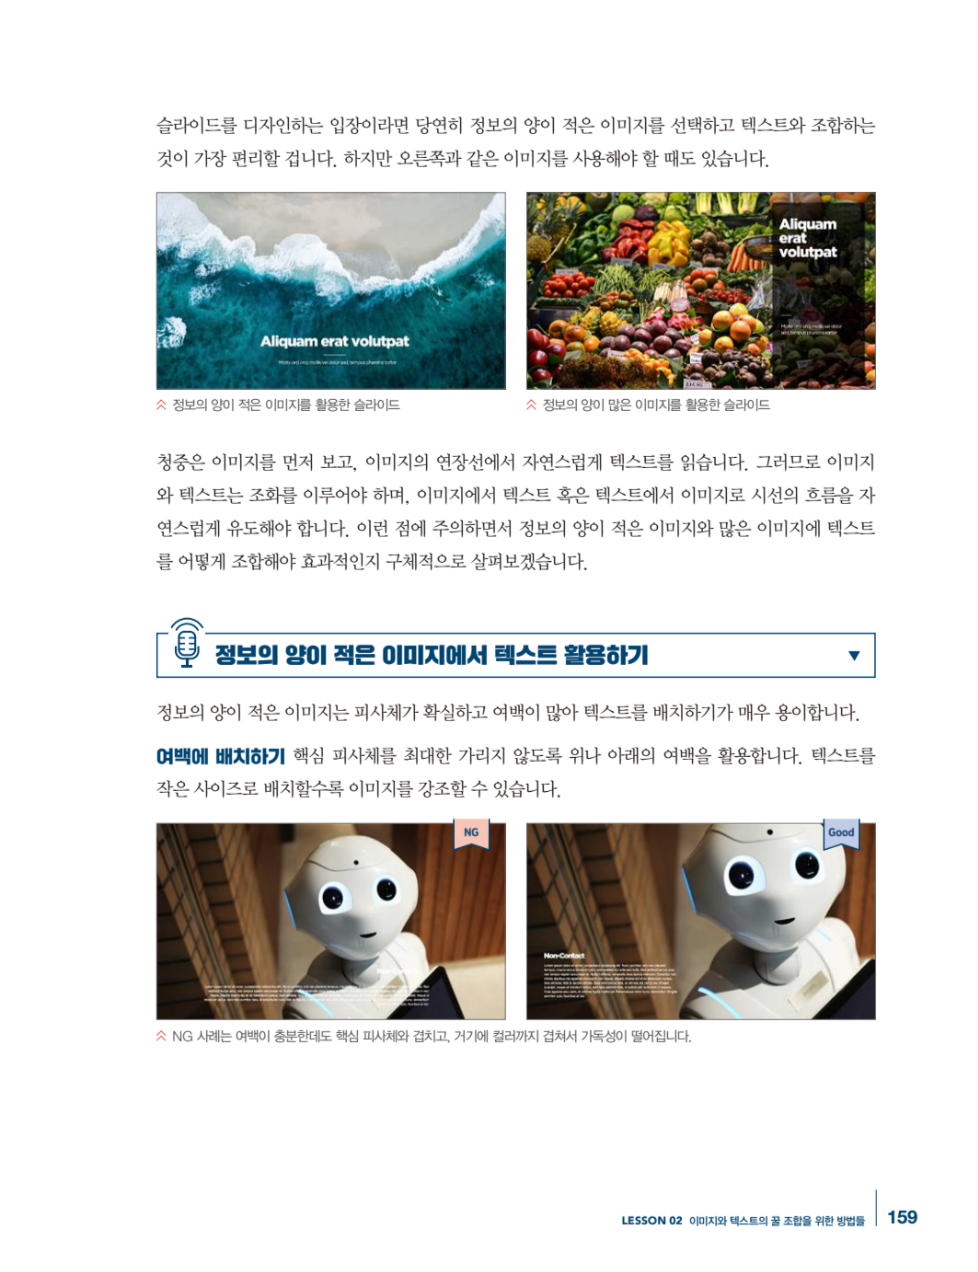 슬라이드를 디자인하는 입장이라면 당연히 정보의 양이 적은 이미지를 선택하고 텍스트와 조합하는
것이 가장 편리할 겁니다. 하지만 오른쪽과 같은 이미지를 사용해야 할 때도 있습니다.
Aliquam erat volutpat
Aliquam
erat
volutpat
정보의 양이 적은 이미지를 활용한 슬라이드
정보의 양이 많은 이미지를 활용한 슬라이드
청중은 이미지를 먼저 보고, 이미지의 연장선에서 자연스럽게 텍스트를 읽습니다. 그러므로 이미지
와 텍스트는 조화를 이루어야 하며, 이미지에서 텍스트 혹은 텍스트에서 이미지로 시선의 흐름을 자
연스럽게 유도해야 합니다. 이런 점에 주의하면서 정보의 양이 적은 이미지와 많은 이미지에 텍스트
를 어떻게 조합해야 효과적인지 구체적으로 살펴보겠습니다.
정보의 양이 적은 이미지에서 텍스트 활용하기
정보의 양이 적은 이미지는 피사체가 확실하고 여백이 많아 텍스트를 배치하기가 매우 용이합니다.
여백에 배치하기 핵심 피사체를 최대한 가리지 않도록 위나 아래의 여백을 활용합니다. 텍스트를
작은 사이즈로 배치할수록 이미지를 강조할 수 있습니다.
NG
Good
Non-Contact
NG 사례는 여백이 충분한데도 핵심 피사체와 겹치고, 거기에 컬러까지 겹쳐서 가독성이 떨어집니다.
LESSON 02 이미지와 텍스트의 꿀 조합을 위한 방법들
159